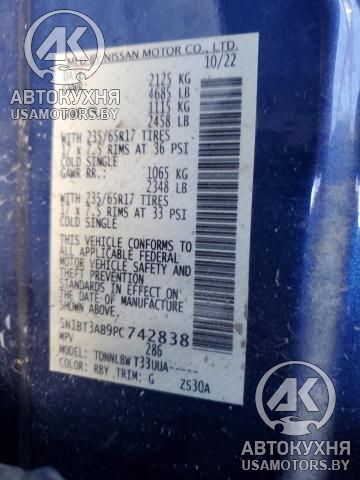 АВТОКУХНЯ
USAMOTORS.BY
MFD. BY NISSAN MOTOR CO., LTD.
10/22
2125 KG
4685 LB
1115 KG
2458 LB
WITH 235/65R17 TIRES
17 x 7.5 RIMS AT 36 PSI
COLD SINGLE
GAWR RR.: 1065 KG
2348 LB
WITH 235/65R17 TIRES
17 x 7.5 RIMS AT 33 PSI
COLD SINGLE
THIS VEHICLE CONFORMS TO
ALL APPLICABLE FEDERAL
MOTOR VEHICLE SAFETY
STANDARDS IN EFFECT ON
THE DATE OF MANUFACTURE
SHOWN ABOVE.
5N1BT3AB9PC742838
MPV 286
MODEL: TDNNLBW T33UUA-----
COLOR: RBY TRIM: G ZS30A
АВТОКУХНЯ
USAMOTORS.BY